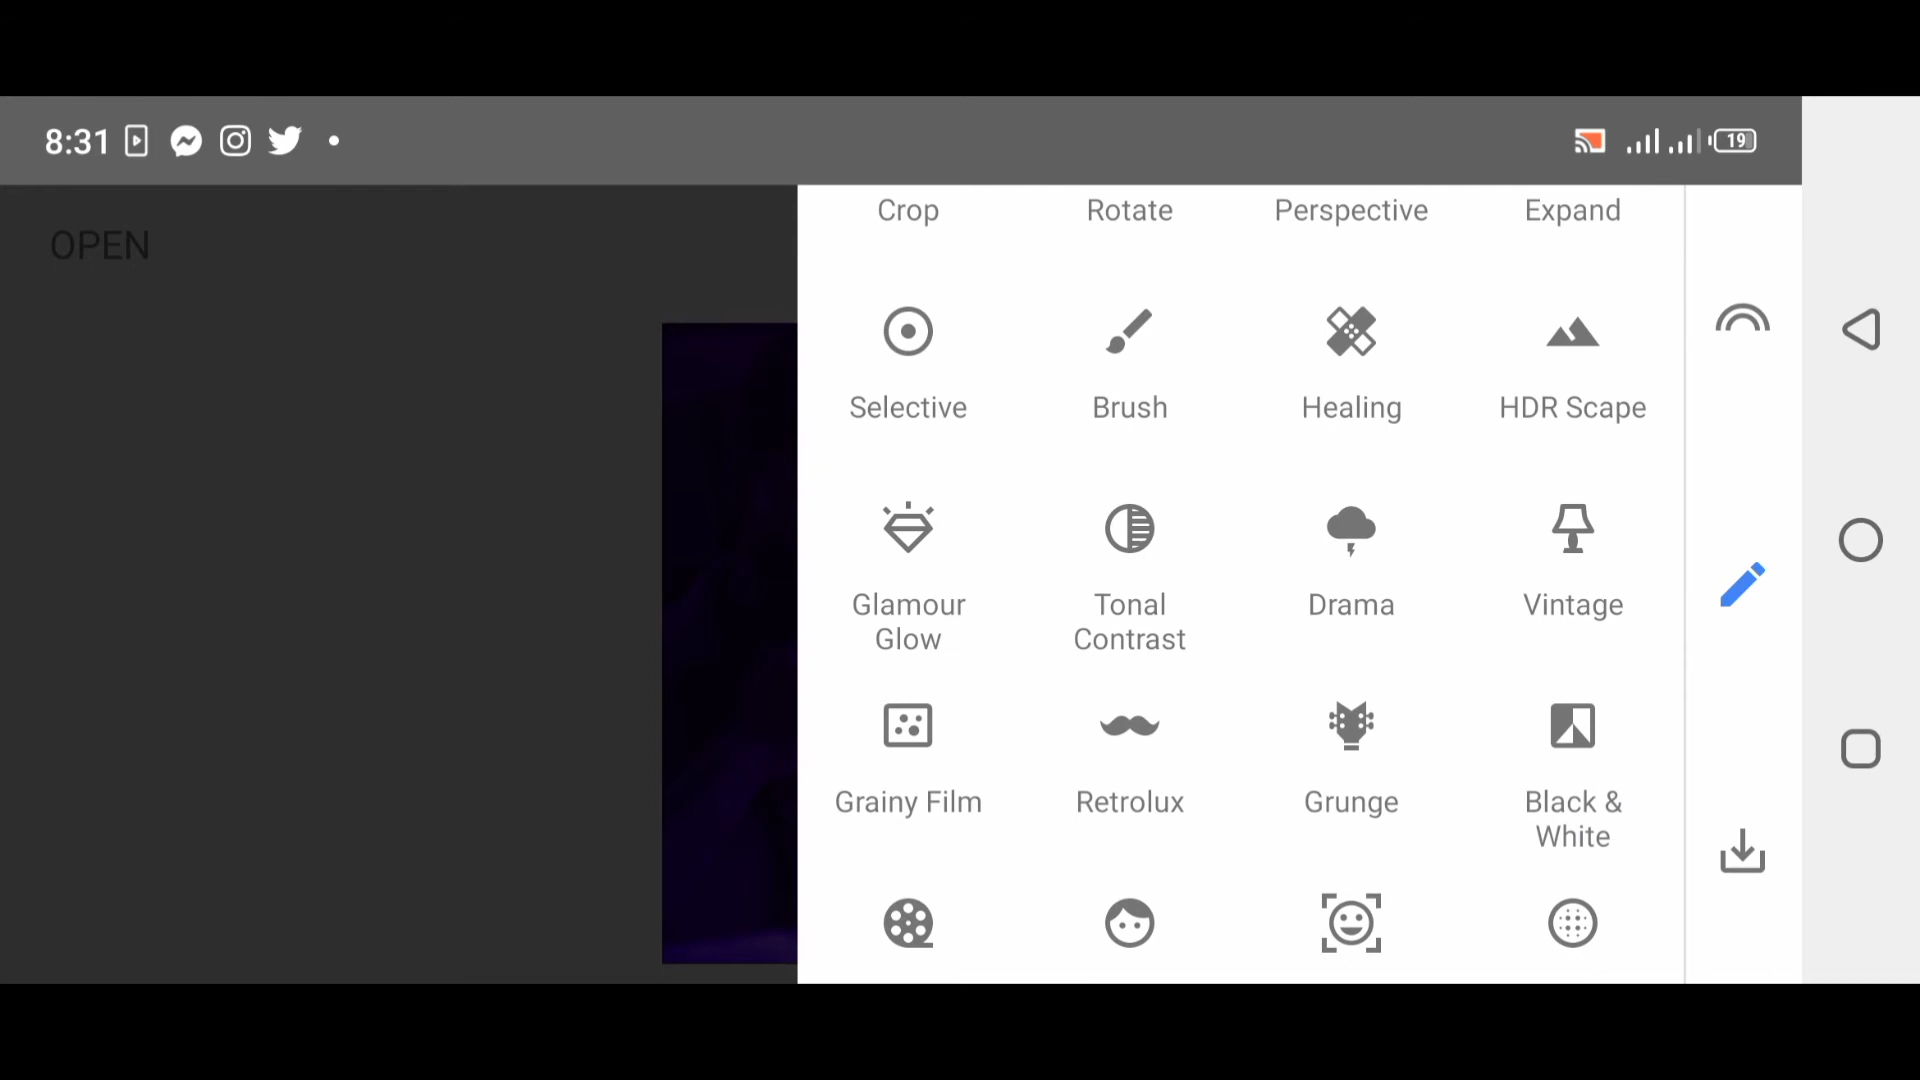 8:31
19
OPEN
Crop Rotate Perspective Expand
Selective Brush Healing HDR Scape
Glamour Glow Tonal Contrast Drama Vintage
Grainy Film Retrolux Grunge Black & White